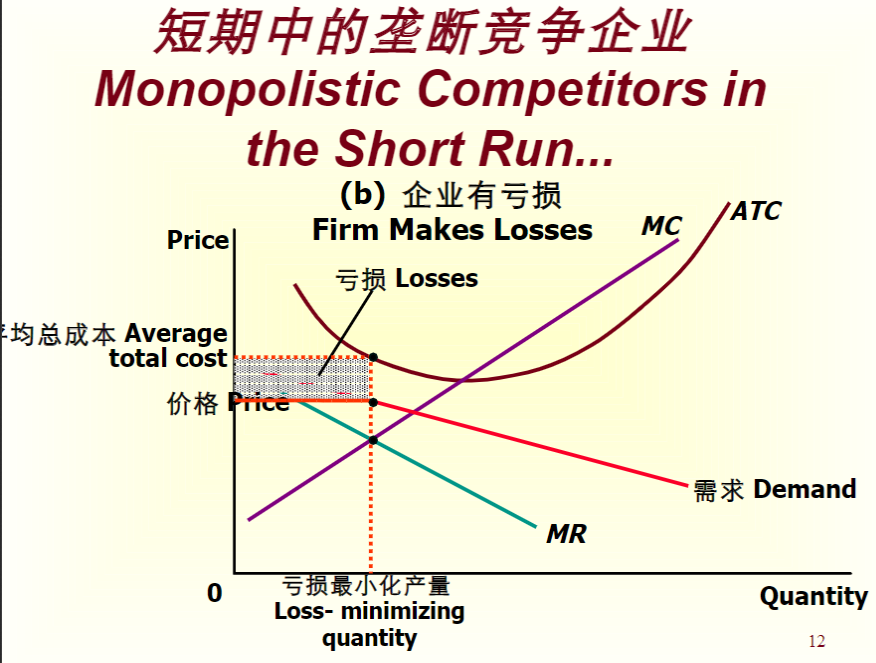 短期中的垄断竞争企业
Monopolistic Competitors in
the Short Run...
(b) 企业有亏损
Firm Makes Losses
MC
ATC
Price
亏损 Losses
均总成本 Average
total cost
价格 Price
需求 Demand
MR
0
亏损最小化产量
Loss- minimizing
quantity
Quantity
12